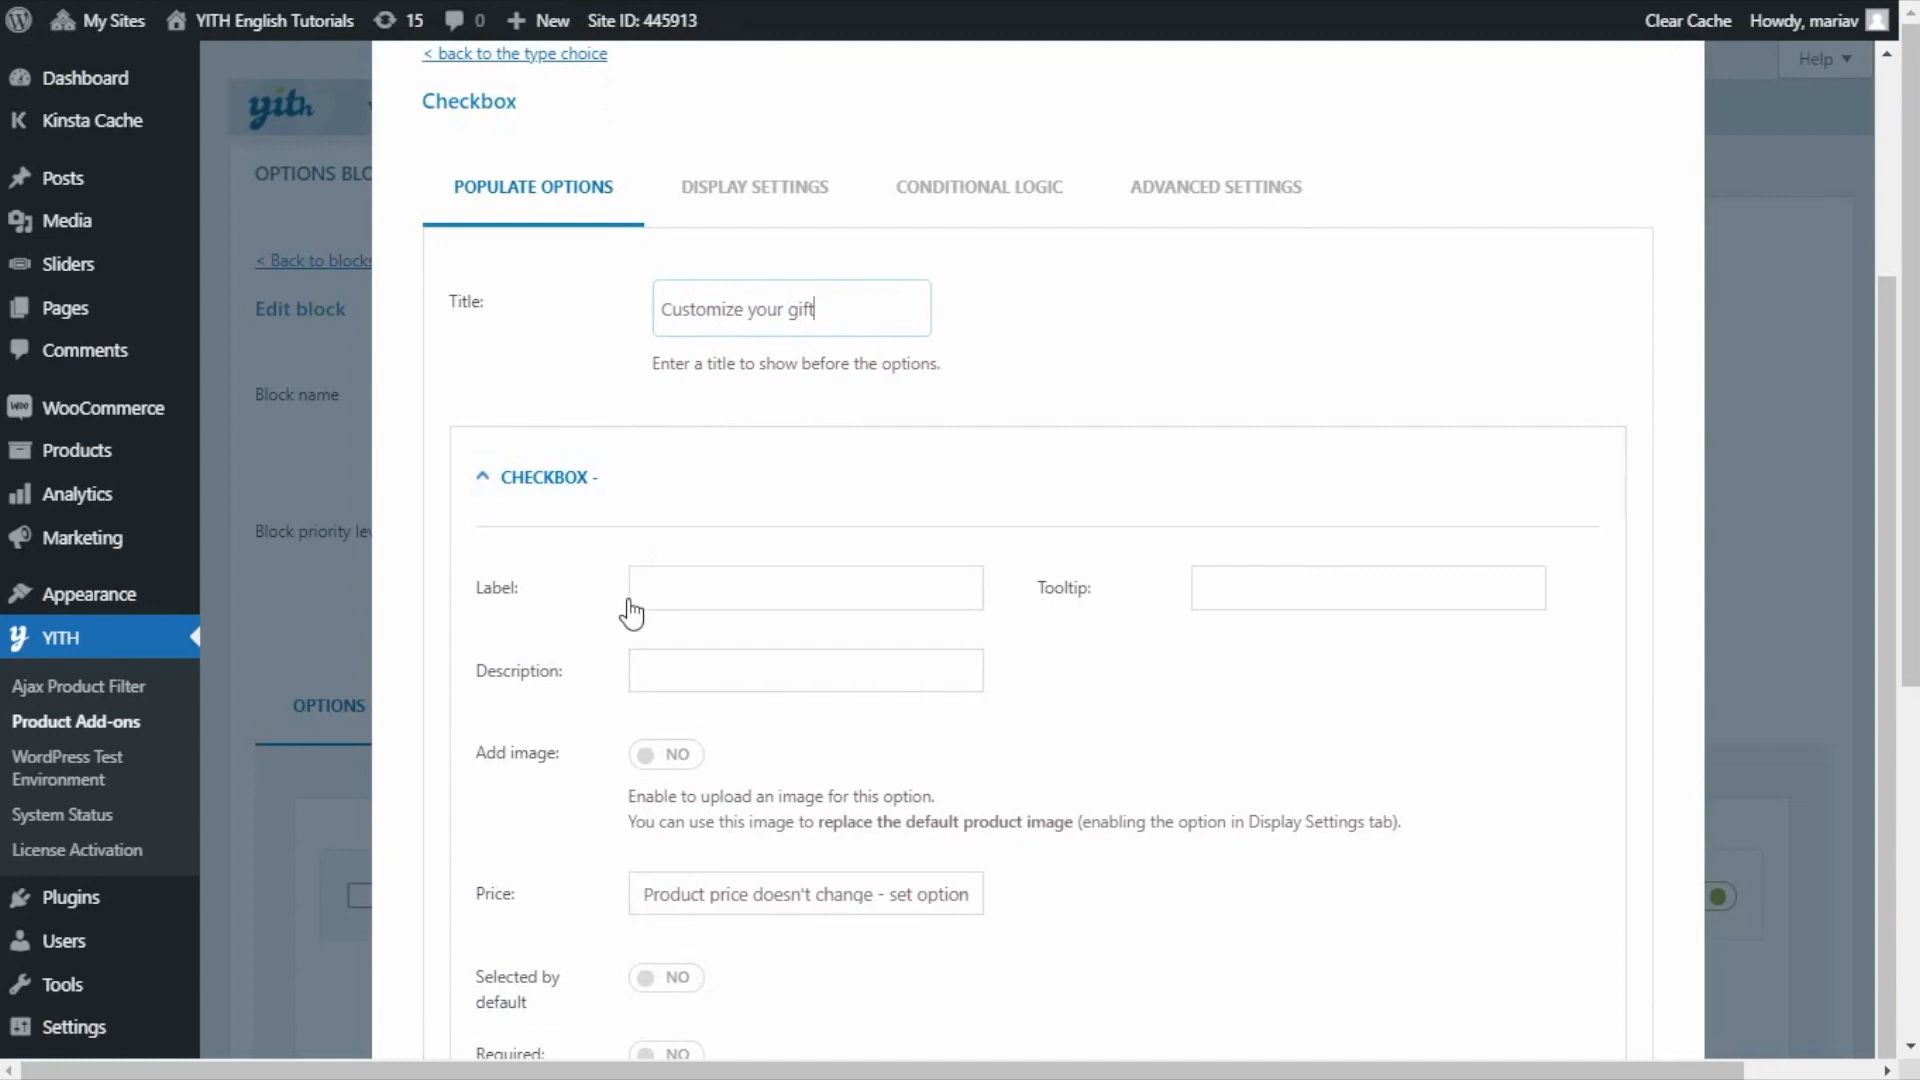 My Sites
YITH English Tutorials
15
0
New
Site ID: 445913
Clear Cache
Howdy, mariav
Dashboard
Kinsta Cache
Posts
Media
Sliders
Pages
Comments
WooCommerce
Products
Analytics
Marketing
Appearance
YITH
Ajax Product Filter
Product Add-ons
WordPress Test
Environment
System Status
License Activation
Plugins
Users
Tools
Settings
Help
yith
OPTIONS BLO
< Back to blocks
Edit block
Block name
Block priority lev
OPTIONS
< back to the type choice
Checkbox
POPULATE OPTIONS
DISPLAY SETTINGS
CONDITIONAL LOGIC
ADVANCED SETTINGS
Title:
Customize your gift
Enter a title to show before the options.
CHECKBOX -
Label:
Tooltip:
Description:
Add image:
NO
Enable to upload an image for this option.
You can use this image to replace the default product image (enabling the option in Display Settings tab).
Price:
Product price doesn't change - set option
Selected by
default
NO
Required:
NO